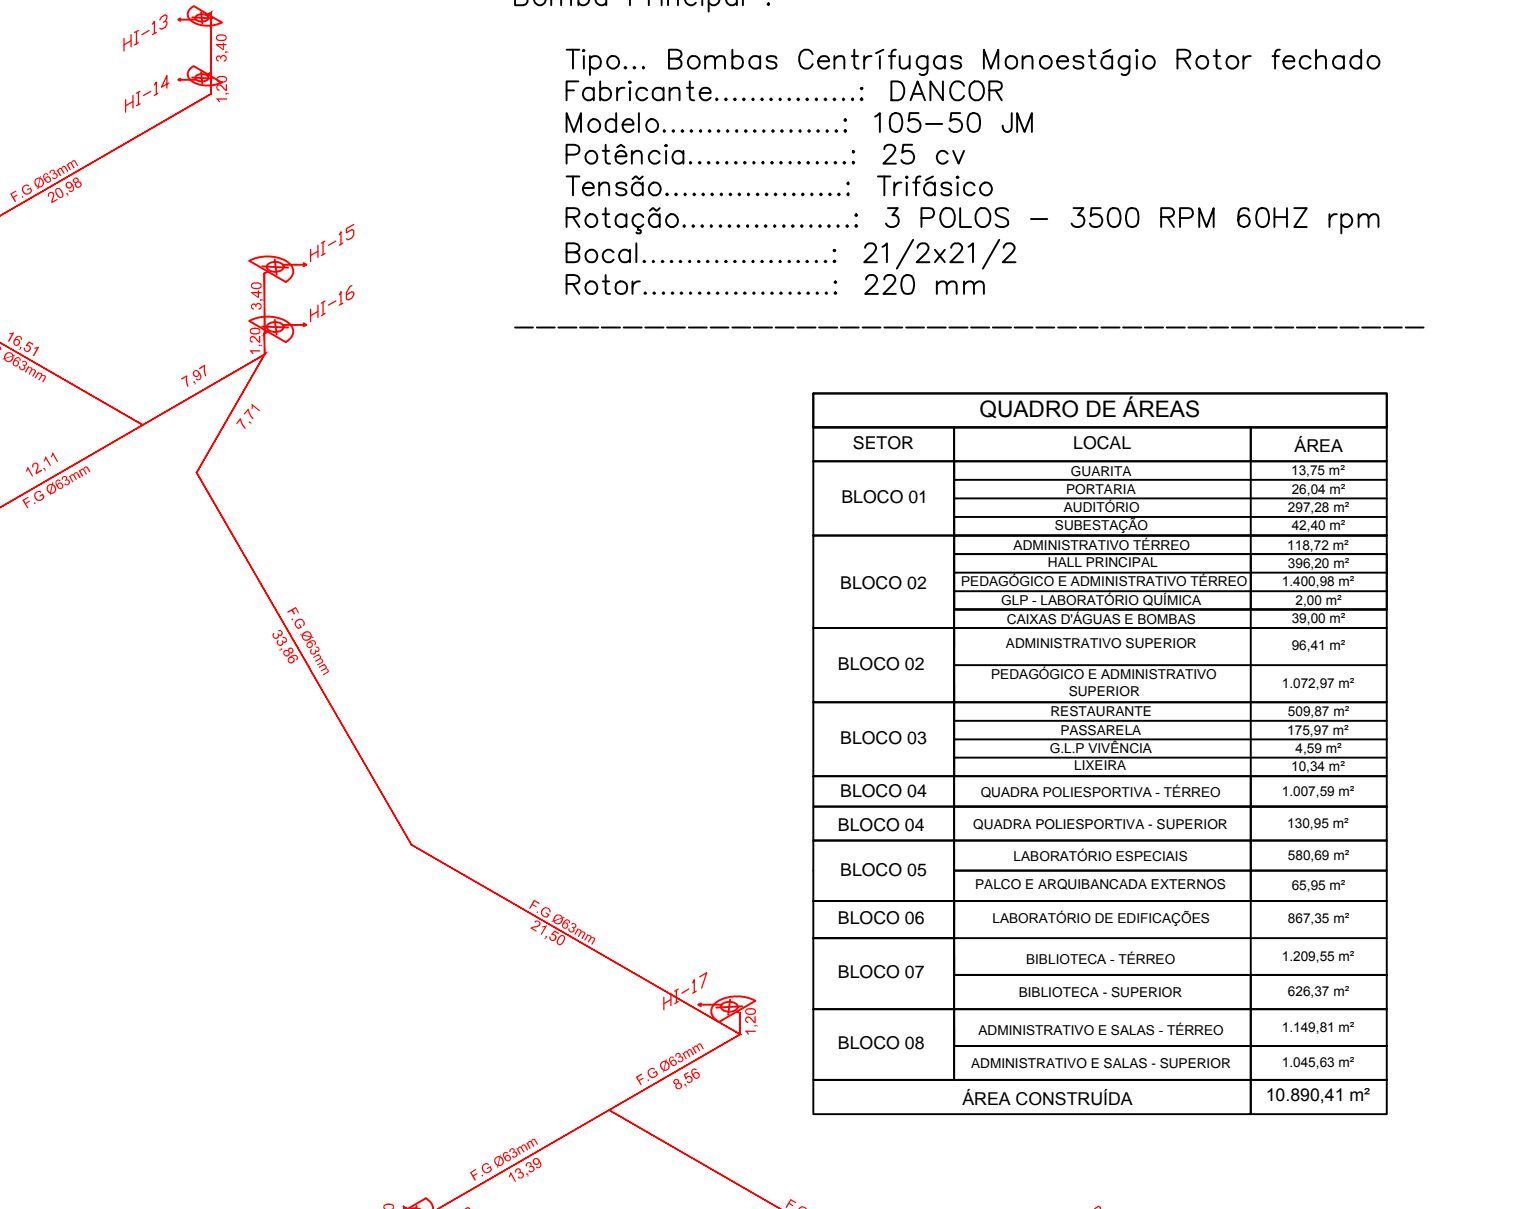 Bomba Principal :
Tipo... Bombas Centrífugas Monoestágio Rotor fechado
Fabricante................: DANCOR
Modelo....................: 105-50 JM
Potência..................: 25 cv
Tensão....................: Trifásico
Rotação...................: 3 POLOS - 3500 RPM 60HZ rpm
Bocal.....................: 21/2x21/2
Rotor.....................: 220 mm
HI-13
3,40
HI-14
1,20
F.G Ø63mm
20,98
HI-15
3,40
HI-16
1,20
16,51
Ø63mm
7,97
7,71
12,11
F.G Ø63mm
F.G Ø63mm
33,86
F.G Ø63mm
21,50
HI-17
1,20
F.G Ø63mm
8,56
F.G Ø63mm
13,39
QUADRO DE ÁREAS
SETOR LOCAL ÁREA
BLOCO 01
GUARITA 13,75 m²
PORTARIA 26,04 m²
AUDITÓRIO 297,28 m²
SUBESTAÇÃO 42,40 m²
BLOCO 02
ADMINISTRATIVO TÉRREO 118,72 m²
HALL PRINCIPAL 396,20 m²
PEDAGÓGICO E ADMINISTRATIVO TÉRREO 1.400,98 m²
GLP - LABORATÓRIO QUÍMICA 2,00 m²
CAIXAS D'ÁGUAS E BOMBAS 39,00 m²
BLOCO 02
ADMINISTRATIVO SUPERIOR 96,41 m²
PEDAGÓGICO E ADMINISTRATIVO
SUPERIOR 1.072,97 m²
BLOCO 03
RESTAURANTE 509,87 m²
PASSARELA 175,97 m²
G.L.P VIVÊNCIA 4,59 m²
LIXEIRA 10,34 m²
BLOCO 04 QUADRA POLIESPORTIVA - TÉRREO 1.007,59 m²
BLOCO 04 QUADRA POLIESPORTIVA - SUPERIOR 130,95 m²
BLOCO 05
LABORATÓRIO ESPECIAIS 580,69 m²
PALCO E ARQUIBANCADA EXTERNOS 65,95 m²
BLOCO 06 LABORATÓRIO DE EDIFICAÇÕES 867,35 m²
BLOCO 07
BIBLIOTECA - TÉRREO 1.209,55 m²
BIBLIOTECA - SUPERIOR 626,37 m²
BLOCO 08
ADMINISTRATIVO E SALAS - TÉRREO 1.149,81 m²
ADMINISTRATIVO E SALAS - SUPERIOR 1.045,63 m²
ÁREA CONSTRUÍDA 10.890,41 m²